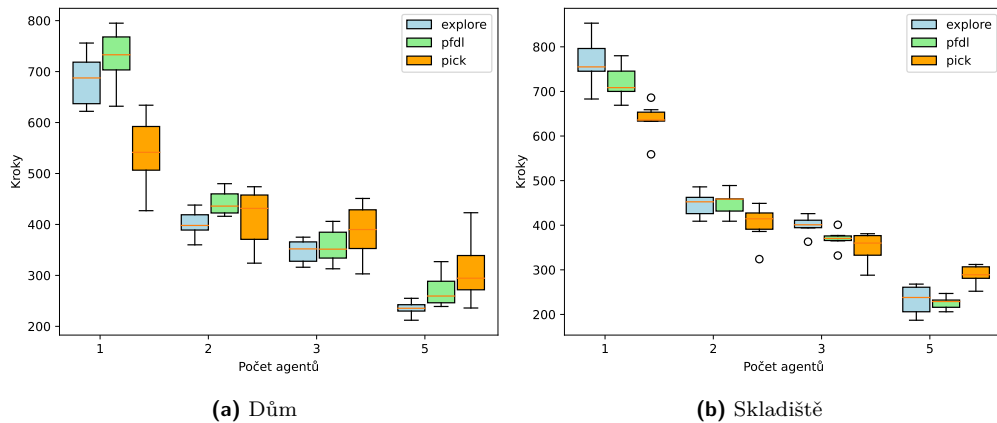 800
700
600
500
400
300
200
Kroky
1
2
3
5
Počet agentů
explore
pfdl
pick
(a) Dům
800
700
600
500
400
300
200
Kroky
1
2
3
5
Počet agentů
explore
pfdl
pick
(b) Skladiště